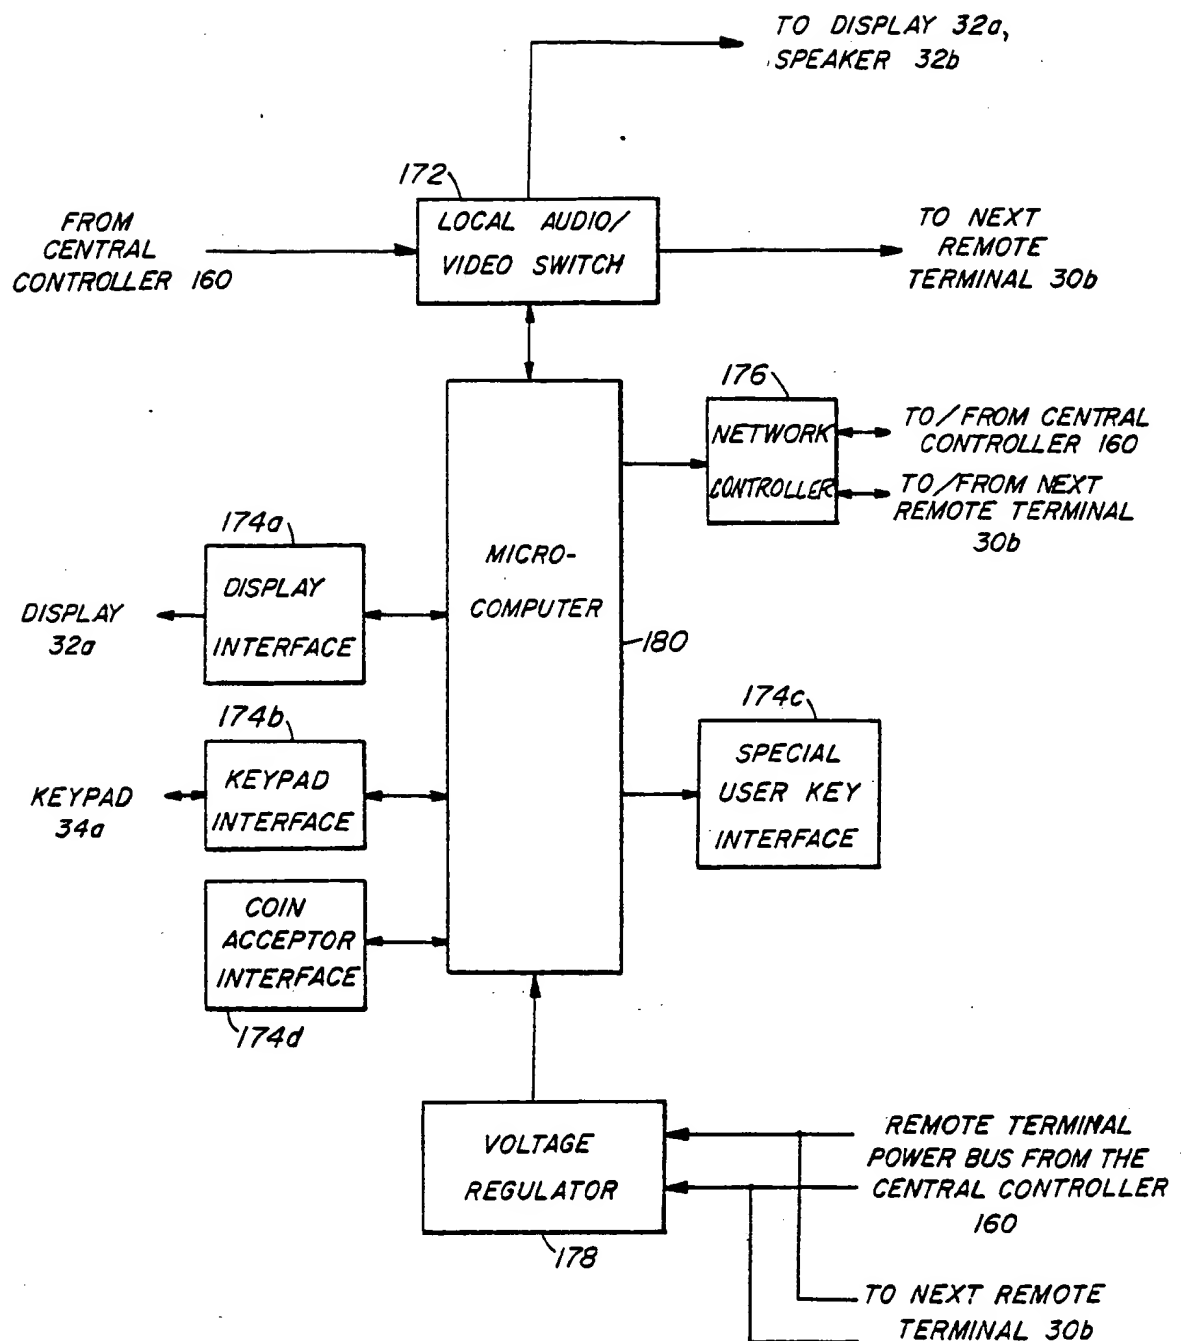 TO DISPLAY 32a,
SPEAKER 32b
172
LOCAL AUDIO/
VIDEO SWITCH
FROM
CENTRAL
CONTROLLER 160
TO NEXT
REMOTE
TERMINAL 30b
176
NETWORK
CONTROLLER
TO/FROM CENTRAL
CONTROLLER 160
TO/FROM NEXT
REMOTE TERMINAL
30b
MICRO-
COMPUTER
180
174a
DISPLAY
INTERFACE
DISPLAY
32a
174b
KEYPAD
INTERFACE
KEYPAD
34a
174c
SPECIAL
USER KEY
INTERFACE
COIN
ACCEPTOR
INTERFACE
174d
VOLTAGE
REGULATOR
178
REMOTE TERMINAL
POWER BUS FROM THE
CENTRAL CONTROLLER
160
TO NEXT REMOTE
TERMINAL 30b